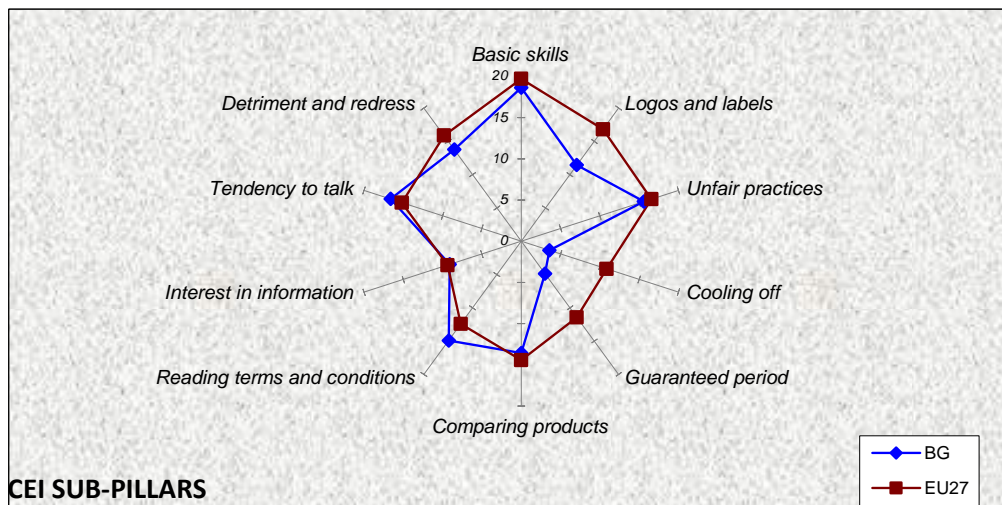 Basic skills
20
Detriment and redress
Logos and labels
15
10
Tendency to talk
Unfair practices
5
0
Interest in information
Cooling off
Reading terms and conditions
Guaranteed period
Comparing products
BG
EU27
CEI SUB-PILLARS